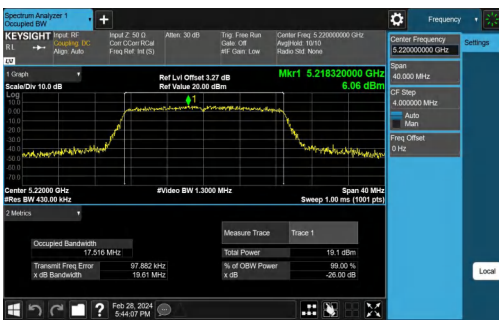 Spectrum Analyzer 1
Occupied BW
+
Frequency
KEYSIGHT Input: RF Input Z: 50 Ω Atten: 30 dB Trig: Free Run Center Freq: 5.220000000 GHz
RL Coupling: DC Corr CCorr RCal Gate: Off Avg|Hold: 10/10
Align: Auto Freq Ref: Int (S) #IF Gain: Low Radio Std: None
LW
Center Frequency
5.220000000 GHz
Settings
Span
40.000 MHz
CF Step
4.000000 MHz
Auto
Man
Freq Offset
0 Hz
Local
1 Graph
Ref Lvl Offset 3.27 dB
Mkr1 5.218320000 GHz
Scale/Div 10.0 dB
Ref Value 20.00 dBm
6.06 dBm
Log
10.0
0.00
-10.0
-20.0
-30.0
-40.0
-50.0
-60.0
-70.0
1
Center 5.22000 GHz
#Video BW 1.3000 MHz
Span 40 MHz
#Res BW 430.00 kHz
Sweep 1.00 ms (1001 pts)
2 Metrics
Measure Trace Trace 1
Occupied Bandwidth
17.516 MHz
Total Power 19.1 dBm
Transmit Freq Error 97.882 kHz
% of OBW Power 99.00 %
x dB Bandwidth 19.61 MHz
x dB -26.00 dB
?
Feb 28, 2024
5:44:07 PM